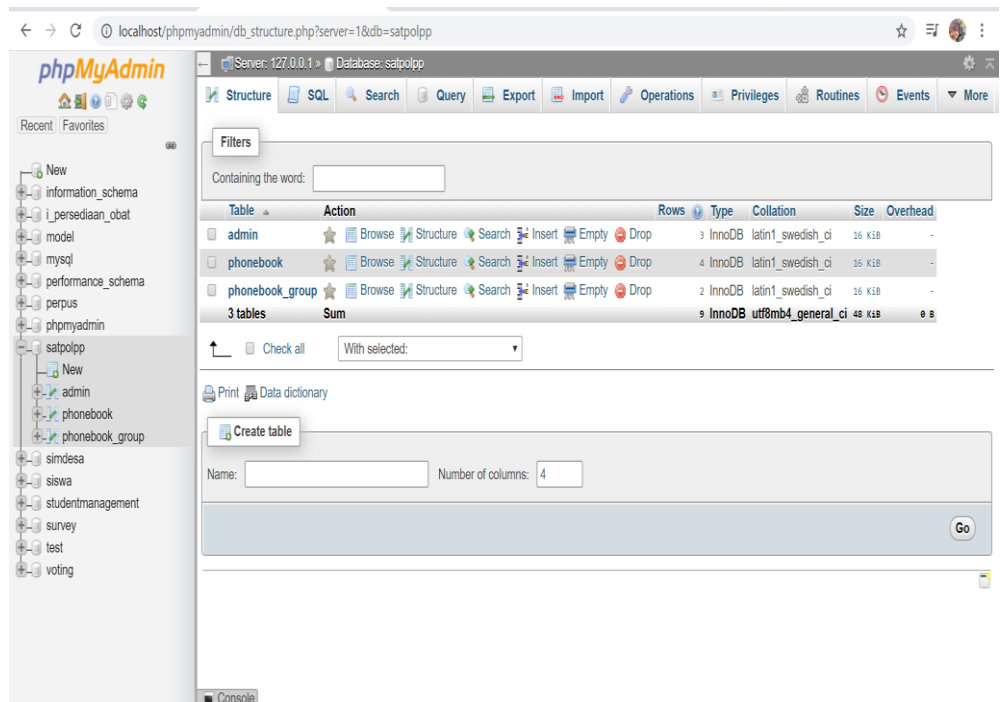 localhost/phpmyadmin/db_structure.php?server=1&db=satpolpp
phpMyAdmin
Recent Favorites
New
information_schema
i_persediaan_obat
model
mysql
performance_schema
perpus
phpmyadmin
satpolpp
New
admin
phonebook
phonebook_group
simdesa
siswa
studentmanagement
survey
test
voting
Server: 127.0.0.1 » Database: satpolpp
Structure SQL Search Query Export Import Operations Privileges Routines Events More
Filters
Containing the word:
Table Action Rows Type Collation Size Overhead
admin Browse Structure Search Insert Empty Drop 3 InnoDB latin1_swedish_ci 16 KiB -
phonebook Browse Structure Search Insert Empty Drop 4 InnoDB latin1_swedish_ci 16 KiB -
phonebook_group Browse Structure Search Insert Empty Drop 2 InnoDB latin1_swedish_ci 16 KiB -
3 tables Sum 9 InnoDB utf8mb4_general_ci 48 KiB 0 B
Check all With selected:
Print Data dictionary
Create table
Name: Number of columns: 4
Go
Console